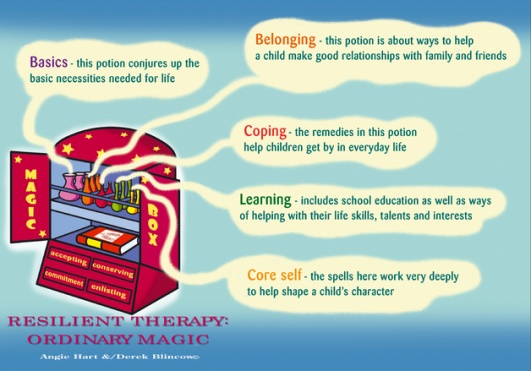 Basics - this potion conjures up the
basic necessities needed for life
Belonging - this potion is about ways to help
a child make good relationships with family and friends
Coping - the remedies in this potion
help children get by in everyday life
Learning - includes school education as well as ways
of helping with their life skills, talents and interests
Core self - the spells here work very deeply
to help shape a child's character
MAGIC
BOX
accepting
conserving
commitment
enlisting
RESILIENT THERAPY:
ORDINARY MAGIC
Angie Hart &/Derek Blincow©